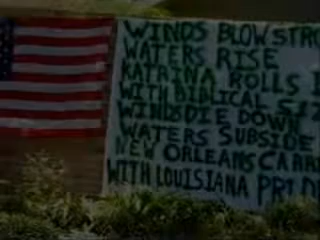 WINDS BLOW STRO
WATERS RISE
KATRINA ROLLS I
WITH BIBLICAL SIZ
WINDS DIE DOWN
WATERS SUBSIDE
NEW ORLEANS CARRI
WITH LOUISIANA PRID